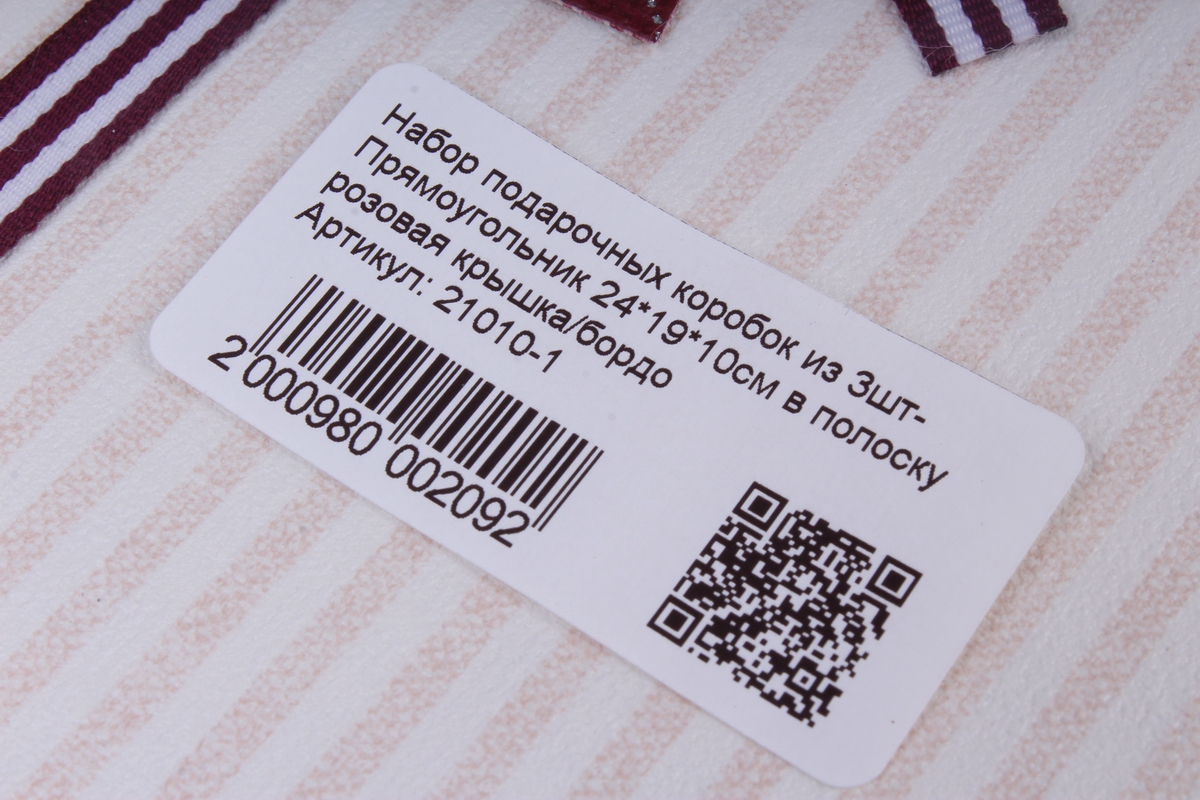 Набор подарочных коробок из 3шт-
Прямоугольник 24*19*10см в полоску
розовая крышка/бордо
Артикул: 21010-1
2 000980 002092